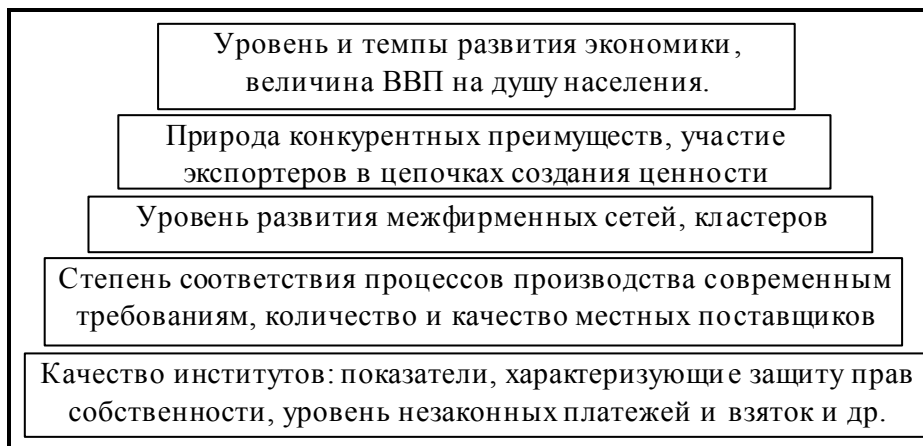 Уровень и темпы развития экономики,
величина ВВП на душу населения.
Природа конкурентных преимуществ, участие
экспортеров в цепочках создания ценности
Уровень развития межфирменных сетей, кластеров
Степень соответствия процессов производства современным
требованиям, количество и качество местных поставщиков
Качество институтов: показатели, характеризующие защиту прав
собственности, уровень незаконных платежей и взяток и др.